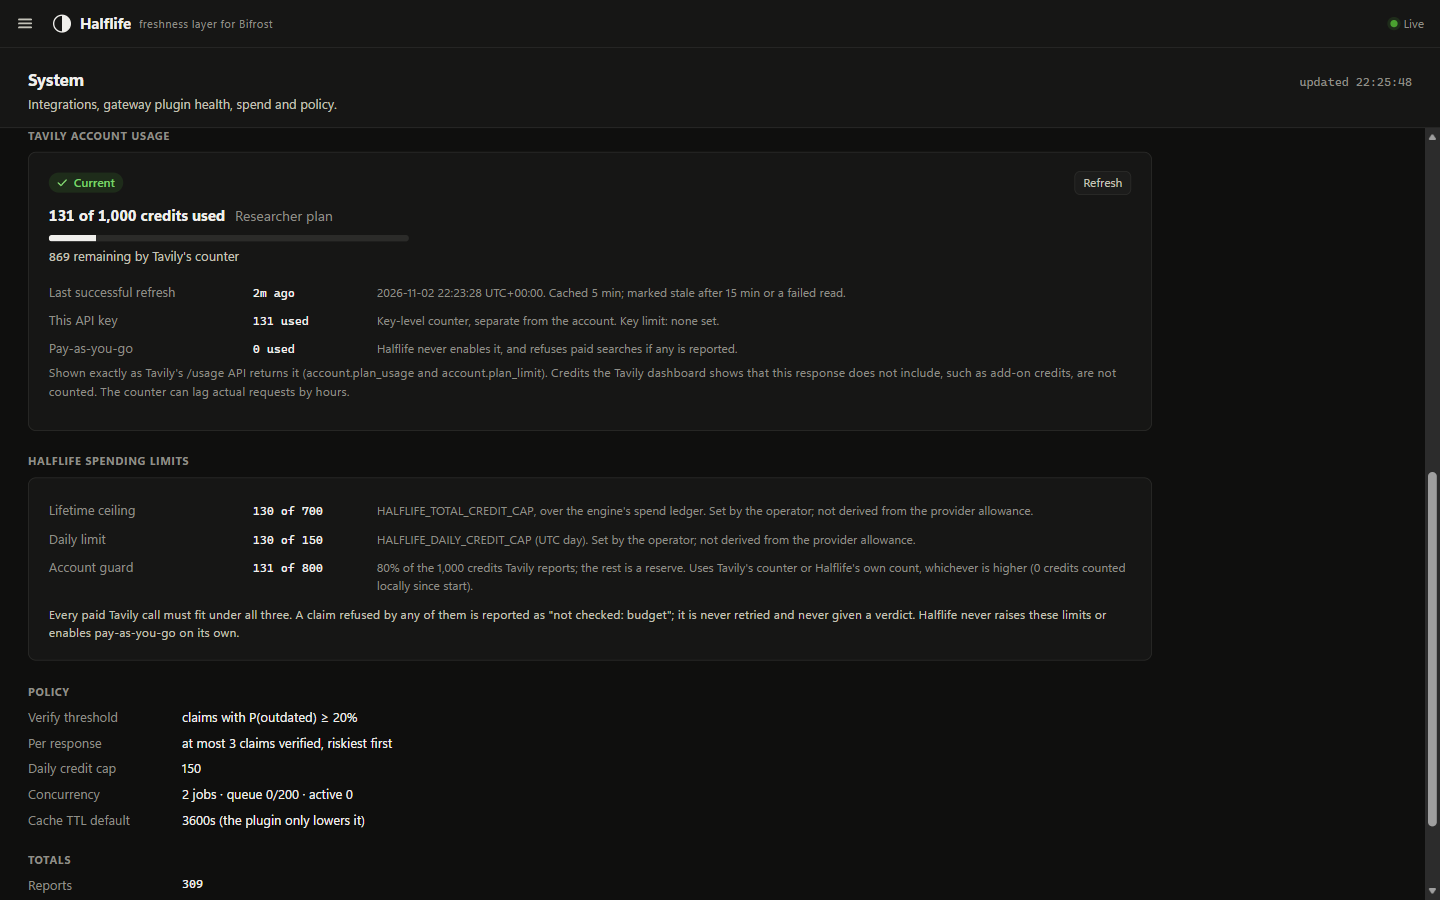 Halflife freshness layer for Bifrost
Live
System
updated 22:25:48
Integrations, gateway plugin health, spend and policy.
TAVILY ACCOUNT USAGE
Current
Refresh
131 of 1,000 credits used Researcher plan
869 remaining by Tavily's counter
Last successful refresh 2m ago 2026-11-02 22:23:28 UTC+00:00. Cached 5 min; marked stale after 15 min or a failed read.
This API key 131 used Key-level counter, separate from the account. Key limit: none set.
Pay-as-you-go 0 used Halflife never enables it, and refuses paid searches if any is reported.
Shown exactly as Tavily's /usage API returns it (account.plan_usage and account.plan_limit). Credits the Tavily dashboard shows that this response does not include, such as add-on credits, are not
counted. The counter can lag actual requests by hours.
HALFLIFE SPENDING LIMITS
Lifetime ceiling 130 of 700 HALFLIFE_TOTAL_CREDIT_CAP, over the engine's spend ledger. Set by the operator; not derived from the provider allowance.
Daily limit 130 of 150 HALFLIFE_DAILY_CREDIT_CAP (UTC day). Set by the operator; not derived from the provider allowance.
Account guard 131 of 800 80% of the 1,000 credits Tavily reports; the rest is a reserve. Uses Tavily's counter or Halflife's own count, whichever is higher (0 credits counted
locally since start).
Every paid Tavily call must fit under all three. A claim refused by any of them is reported as "not checked: budget"; it is never retried and never given a verdict. Halflife never raises these limits or
enables pay-as-you-go on its own.
POLICY
Verify threshold claims with P(outdated) ≥ 20%
Per response at most 3 claims verified, riskiest first
Daily credit cap 150
Concurrency 2 jobs · queue 0/200 · active 0
Cache TTL default 3600s (the plugin only lowers it)
TOTALS
Reports 309